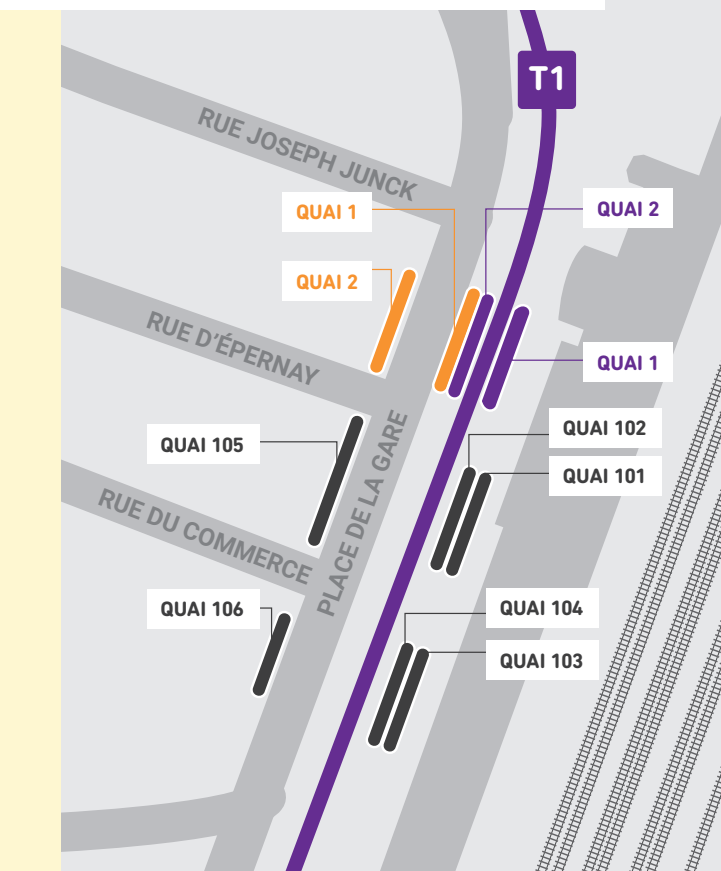 T1
RUE JOSEPH JUNCK
QUAI 1
QUAI 2
QUAI 2
RUE D'ÉPERNAY
QUAI 1
PLACE DE LA GARE
QUAI 102
QUAI 105
QUAI 101
RUE DU COMMERCE
QUAI 106
QUAI 104
QUAI 103